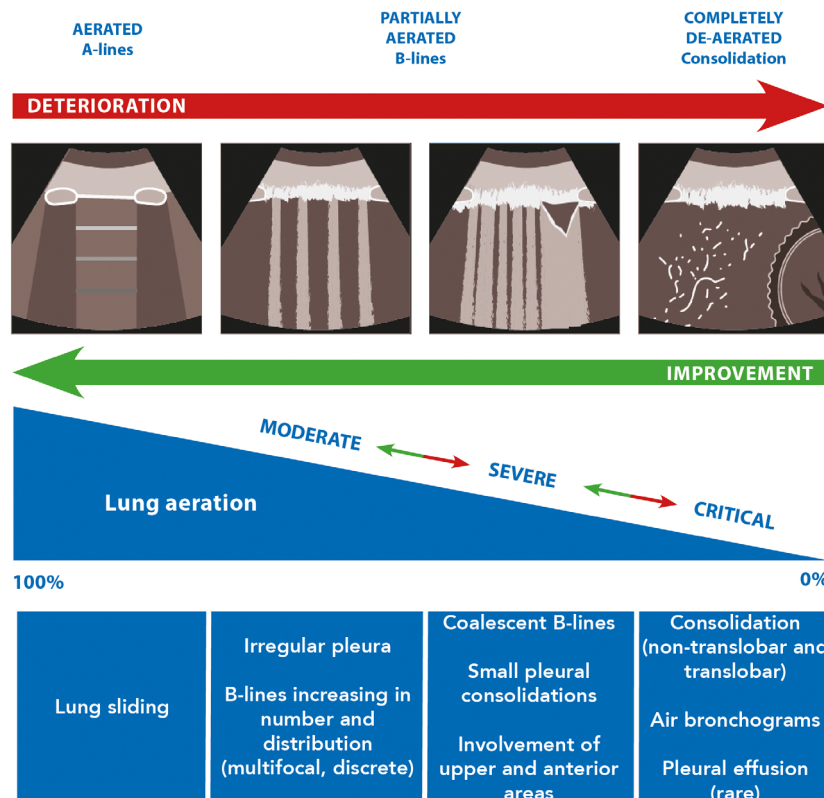 AERATED
A-lines
PARTIALLY
AERATED
B-lines
COMPLETELY
DE-AERATED
Consolidation
DETERIORATION
IMPROVEMENT
MODERATE
SEVERE
CRITICAL
Lung aeration
100%
0%
Lung sliding
Irregular pleura
B-lines increasing in
number and
distribution
(multifocal, discrete)
Coalescent B-lines
Small pleural
consolidations
Involvement of
upper and anterior
areas
Consolidation
(non-translobar and
translobar)
Air bronchograms
Pleural effusion
(rare)